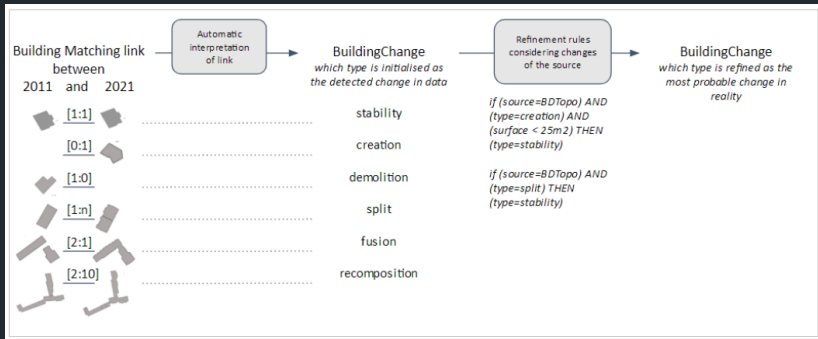 Automatic
interpretation
of link
Refinement rules
considering changes
of the source
Building Matching link
between
2011 and 2021
BuildingChange
which type is initialised as
the detected change in data
BuildingChange
which type is refined as the
most probable change in
reality
[1:1]
stability
[0:1]
creation
[1:0]
demolition
[1:n]
split
[2:1]
fusion
[2:10]
recomposition
if (source=BDTopo) AND
(type=creation) AND
(surface < 25m2) THEN
(type=stability)
if (source=BDTopo) AND
(type=split) THEN
(type=stability)